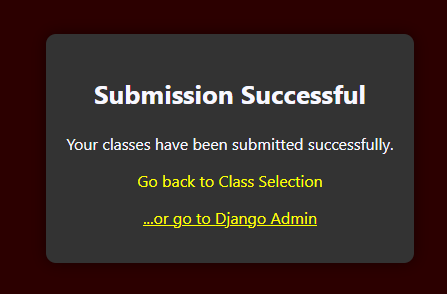 Submission Successful
Your classes have been submitted successfully.
Go back to Class Selection
...or go to Django Admin